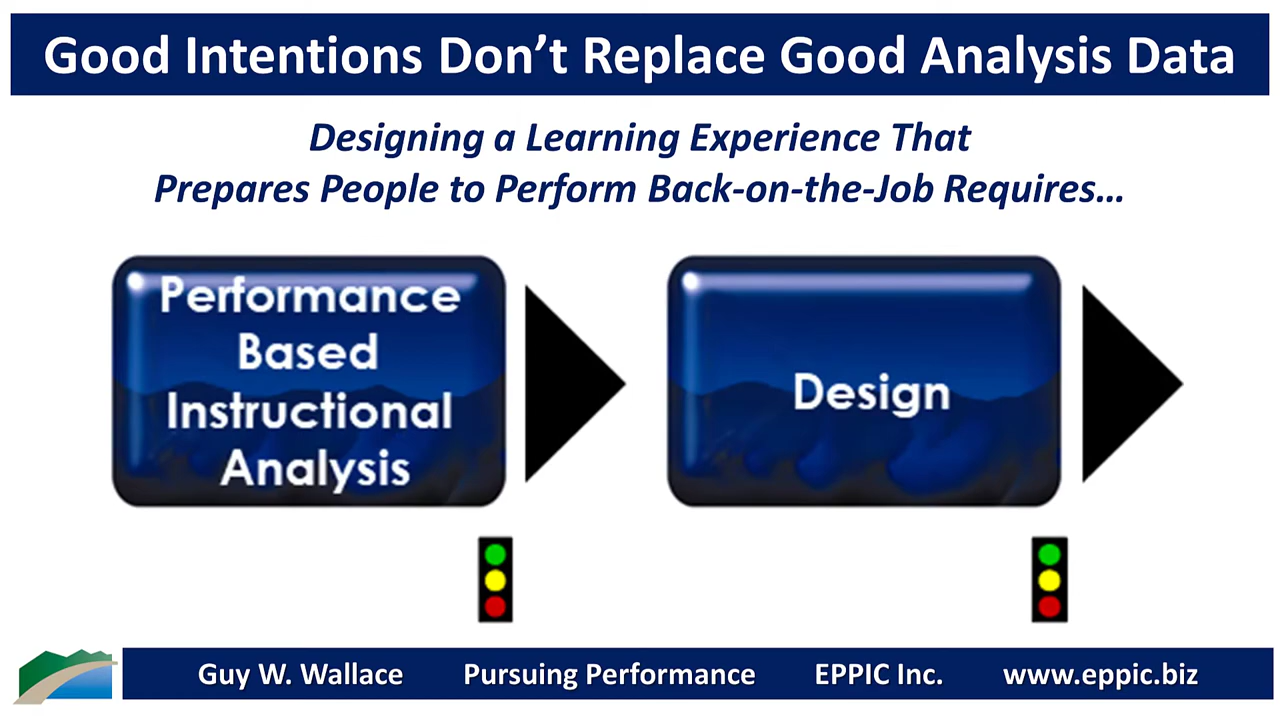 Good Intentions Don’t Replace Good Analysis Data
Designing a Learning Experience That
Prepares People to Perform Back-on-the-Job Requires…
Performance
Based
Instructional
Analysis
Design
Guy W. Wallace Pursuing Performance EPPIC Inc. www.eppic.biz